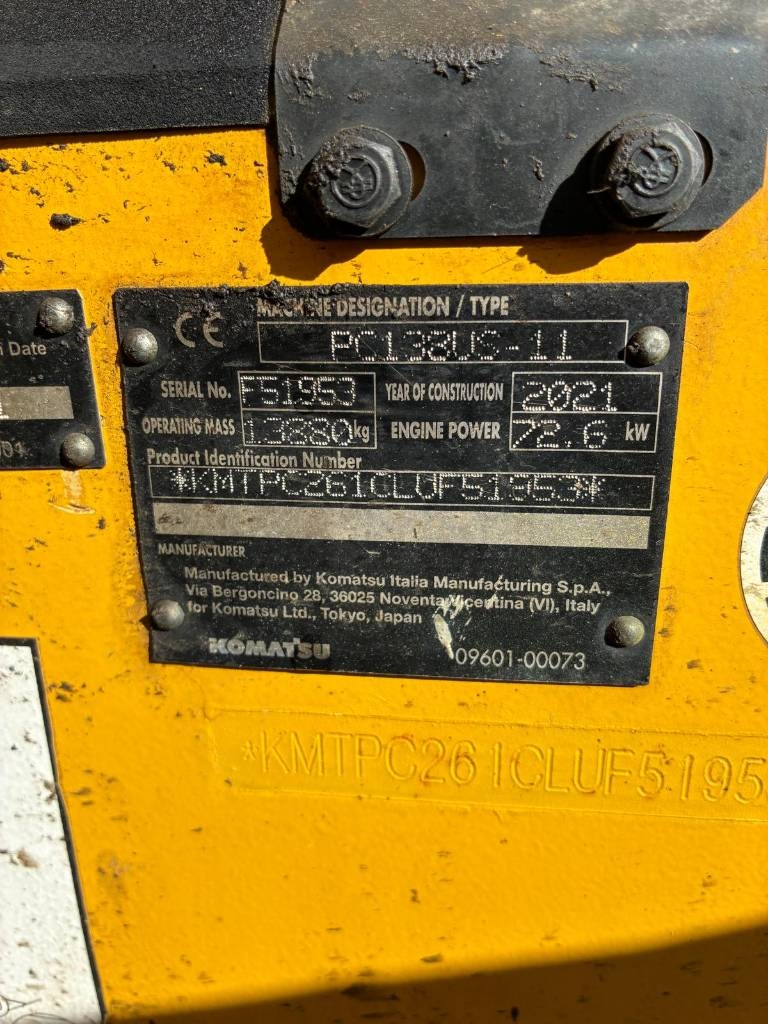 MACHINE DESIGNATION / TYPE
CE
PC138US-11
SERIAL No. F51953 YEAR OF CONSTRUCTION 2021
OPERATING MASS 13880 kg ENGINE POWER 72.6 kW
Product Identification Number
*KMTPC261CLUF51953*
MANUFACTURER
Manufactured by Komatsu Italia Manufacturing S.p.A.,
Via Bergoncino 28, 36025 Noventa Vicentina (VI), Italy
for Komatsu Ltd., Tokyo, Japan
KOMATSU 09601-00073
Date
*KMTPC261CLUF5195